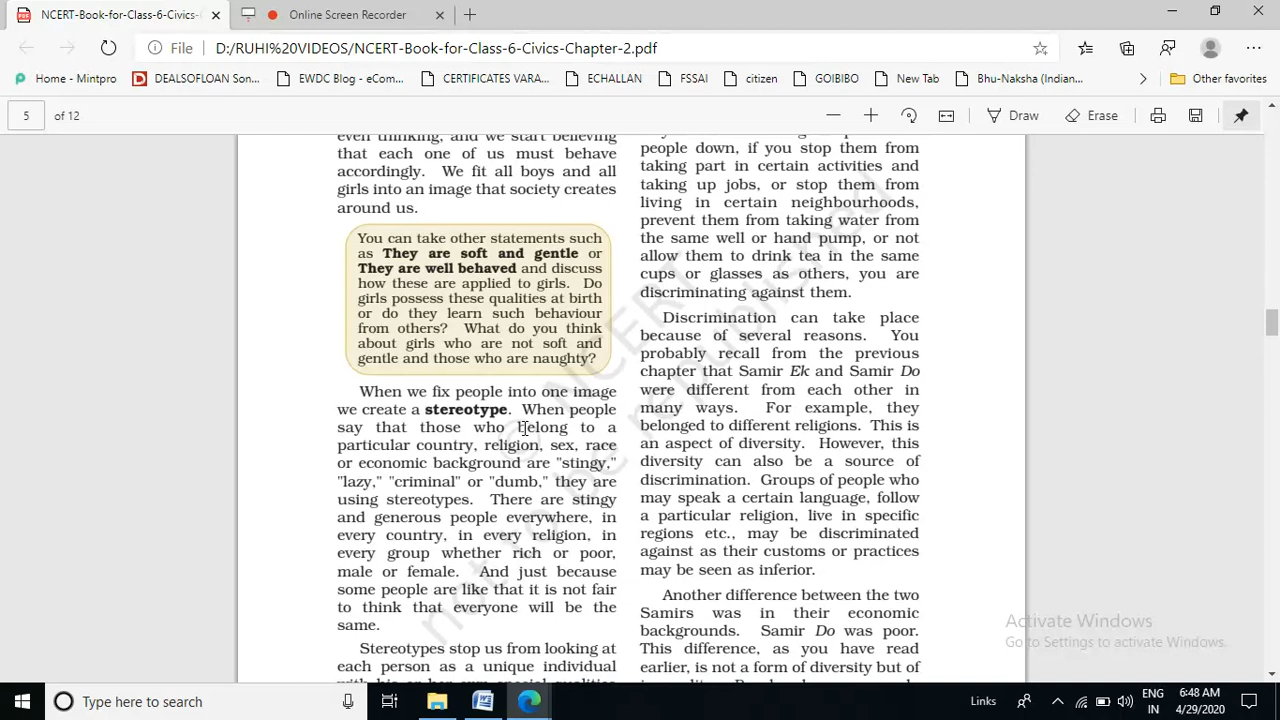 NCERT-Book-for-Class-6-Civics-
Online Screen Recorder
File
D:/RUHI%20VIDEOS/NCERT-Book-for-Class-6-Civics-Chapter-2.pdf
Home - Mintpro
DEALSOFLOAN Son...
EWDC Blog - eCom...
CERTIFICATES VARA...
ECHALLAN
FSSAI
citizen
GOIBIBO
New Tab
Bhu-Naksha (Indian...
Other favorites
5 of 12
Draw
Erase
even thinking, and we start believing
that each one of us must behave
accordingly. We fit all boys and all
girls into an image that society creates
around us.
You can take other statements such
as They are soft and gentle or
They are well behaved and discuss
how these are applied to girls. Do
girls possess these qualities at birth
or do they learn such behaviour
from others? What do you think
about girls who are not soft and
gentle and those who are naughty?
When we fix people into one image
we create a stereotype. When people
say that those who belong to a
particular country, religion, sex, race
or economic background are "stingy,"
"lazy," "criminal" or "dumb," they are
using stereotypes. There are stingy
and generous people everywhere, in
every country, in every religion, in
every group whether rich or poor,
male or female. And just because
some people are like that it is not fair
to think that everyone will be the
same.
Stereotypes stop us from looking at
each person as a unique individual
people down, if you stop them from
taking part in certain activities and
taking up jobs, or stop them from
living in certain neighbourhoods,
prevent them from taking water from
the same well or hand pump, or not
allow them to drink tea in the same
cups or glasses as others, you are
discriminating against them.
Discrimination can take place
because of several reasons. You
probably recall from the previous
chapter that Samir Ek and Samir Do
were different from each other in
many ways. For example, they
belonged to different religions. This is
an aspect of diversity. However, this
diversity can also be a source of
discrimination. Groups of people who
may speak a certain language, follow
a particular religion, live in specific
regions etc., may be discriminated
against as their customs or practices
may be seen as inferior.
Another difference between the two
Samirs was in their economic
backgrounds. Samir Do was poor.
This difference, as you have read
earlier, is not a form of diversity but of
© NCERT
not to be republished
Activate Windows
Go to Settings to activate Windows.
Type here to search
Links
ENG
IN
6:48 AM
4/29/2020